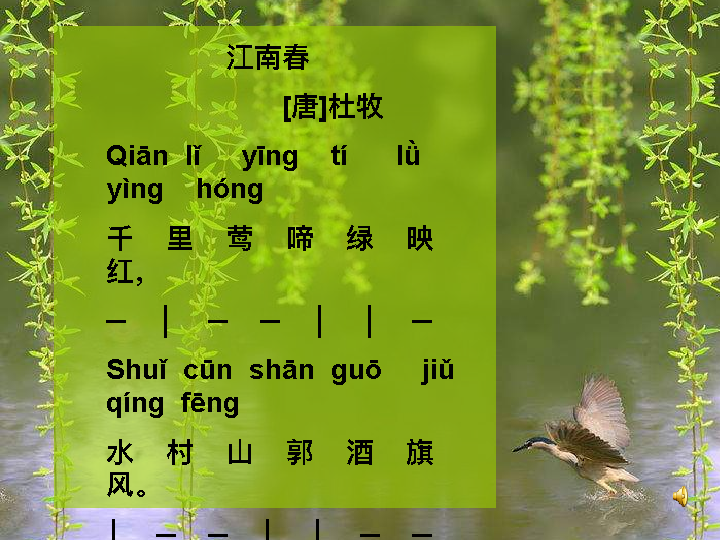 江南春
[唐]杜牧
Qiān lǐ yīng tí lǜ
yìng hóng
千 里 莺 啼 绿 映
红，
— | — — | | —
Shuǐ cūn shān guō jiǔ
qíng fēng
水 村 山 郭 酒 旗
风。
| — — | | — —